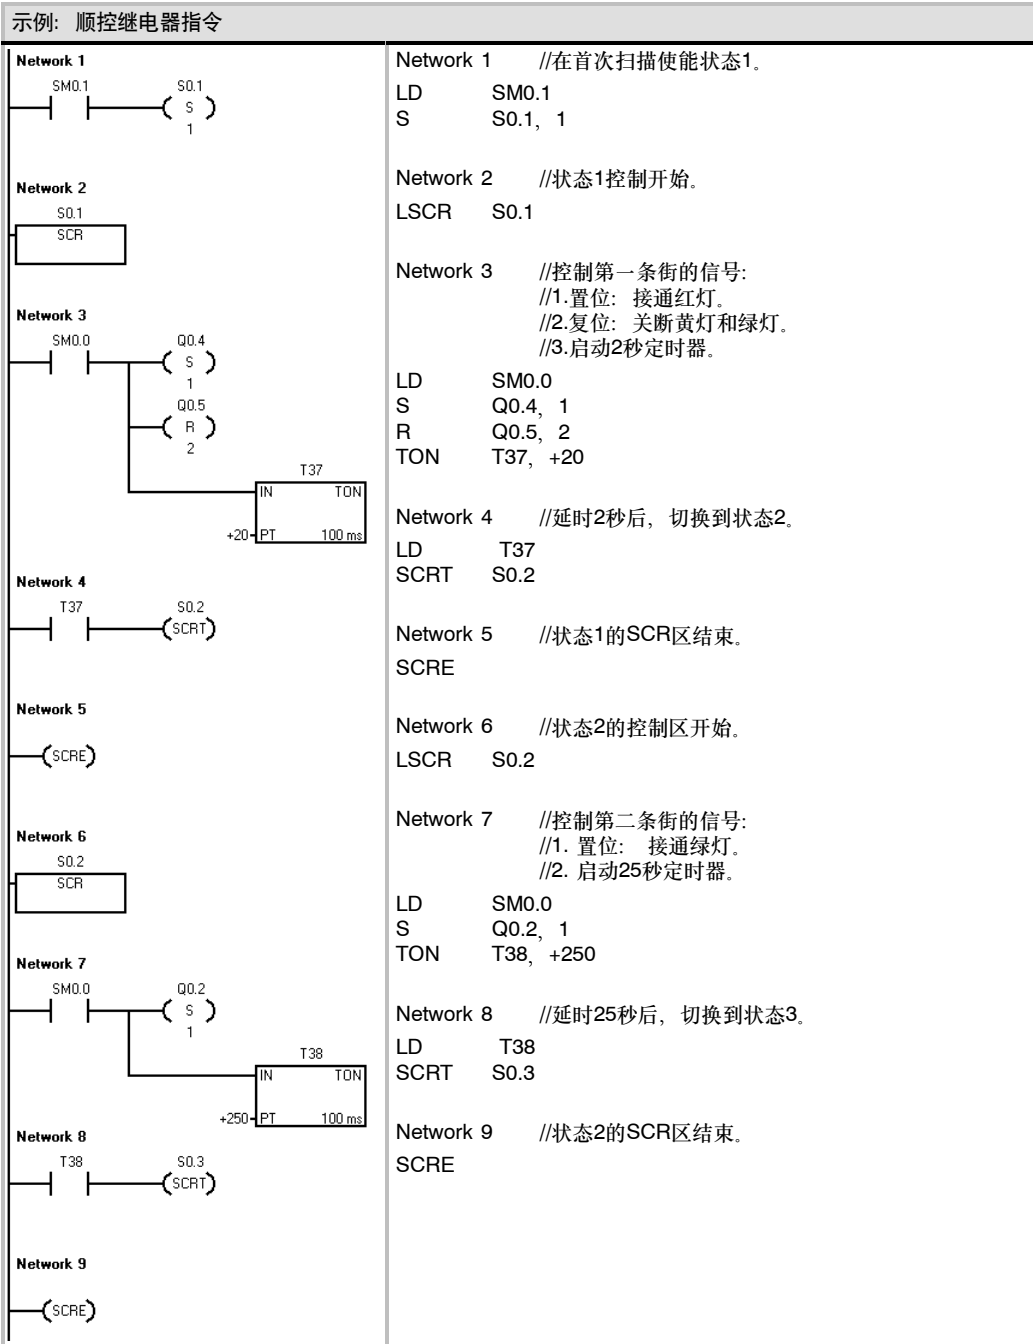 示例: 顺控继电器指令
Network 1
SM0.1 S0.1
S
1
Network 2
S0.1
SCR
Network 3
SM0.0 Q0.4
S
1
Q0.5
R
2
T37
IN TON
+20 PT 100 ms
Network 4
T37 S0.2
SCRT
Network 5
SCRE
Network 6
S0.2
SCR
Network 7
SM0.0 Q0.2
S
1
T38
IN TON
+250 PT 100 ms
Network 8
T38 S0.3
SCRT
Network 9
SCRE
Network 1 //在首次扫描使能状态1。
LD SM0.1
S S0.1, 1
Network 2 //状态1控制开始。
LSCR S0.1
Network 3 //控制第一条街的信号:
//1.置位: 接通红灯。
//2.复位: 关断黄灯和绿灯。
//3.启动2秒定时器。
LD SM0.0
S Q0.4, 1
R Q0.5, 2
TON T37, +20
Network 4 //延时2秒后, 切换到状态2。
LD T37
SCRT S0.2
Network 5 //状态1的SCR区结束。
SCRE
Network 6 //状态2的控制区开始。
LSCR S0.2
Network 7 //控制第二条街的信号:
//1. 置位: 接通绿灯。
//2. 启动25秒定时器。
LD SM0.0
S Q0.2, 1
TON T38, +250
Network 8 //延时25秒后, 切换到状态3。
LD T38
SCRT S0.3
Network 9 //状态2的SCR区结束。
SCRE